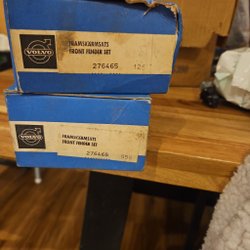 VOLVO
FRAMSKÄRMSATS
FRONT FENDER SET
276465
VOLVO
FRAMSKÄRMSATS
FRONT FENDER SET
276465